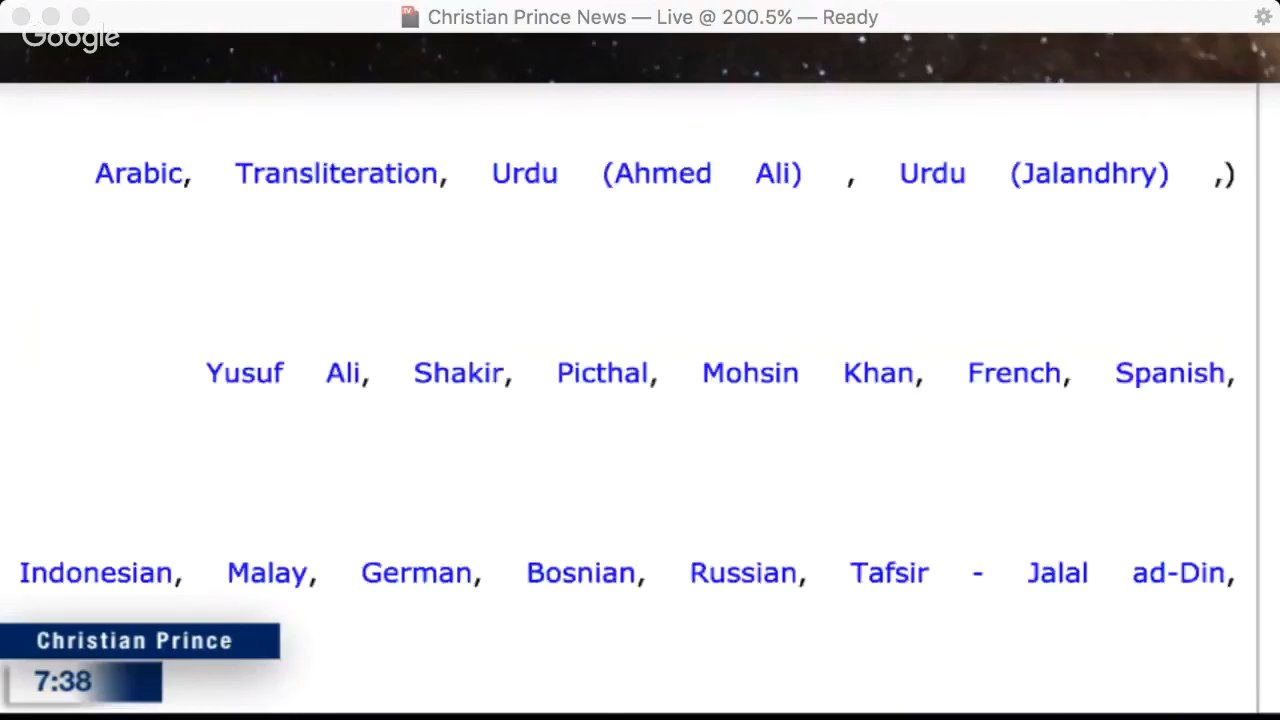 Christian Prince News — Live @ 200.5% — Ready
Google
Arabic, Transliteration, Urdu (Ahmed Ali) , Urdu (Jalandhry) ,)
Yusuf Ali, Shakir, Picthal, Mohsin Khan, French, Spanish,
Indonesian, Malay, German, Bosnian, Russian, Tafsir - Jalal ad-Din,
Christian Prince
7:38